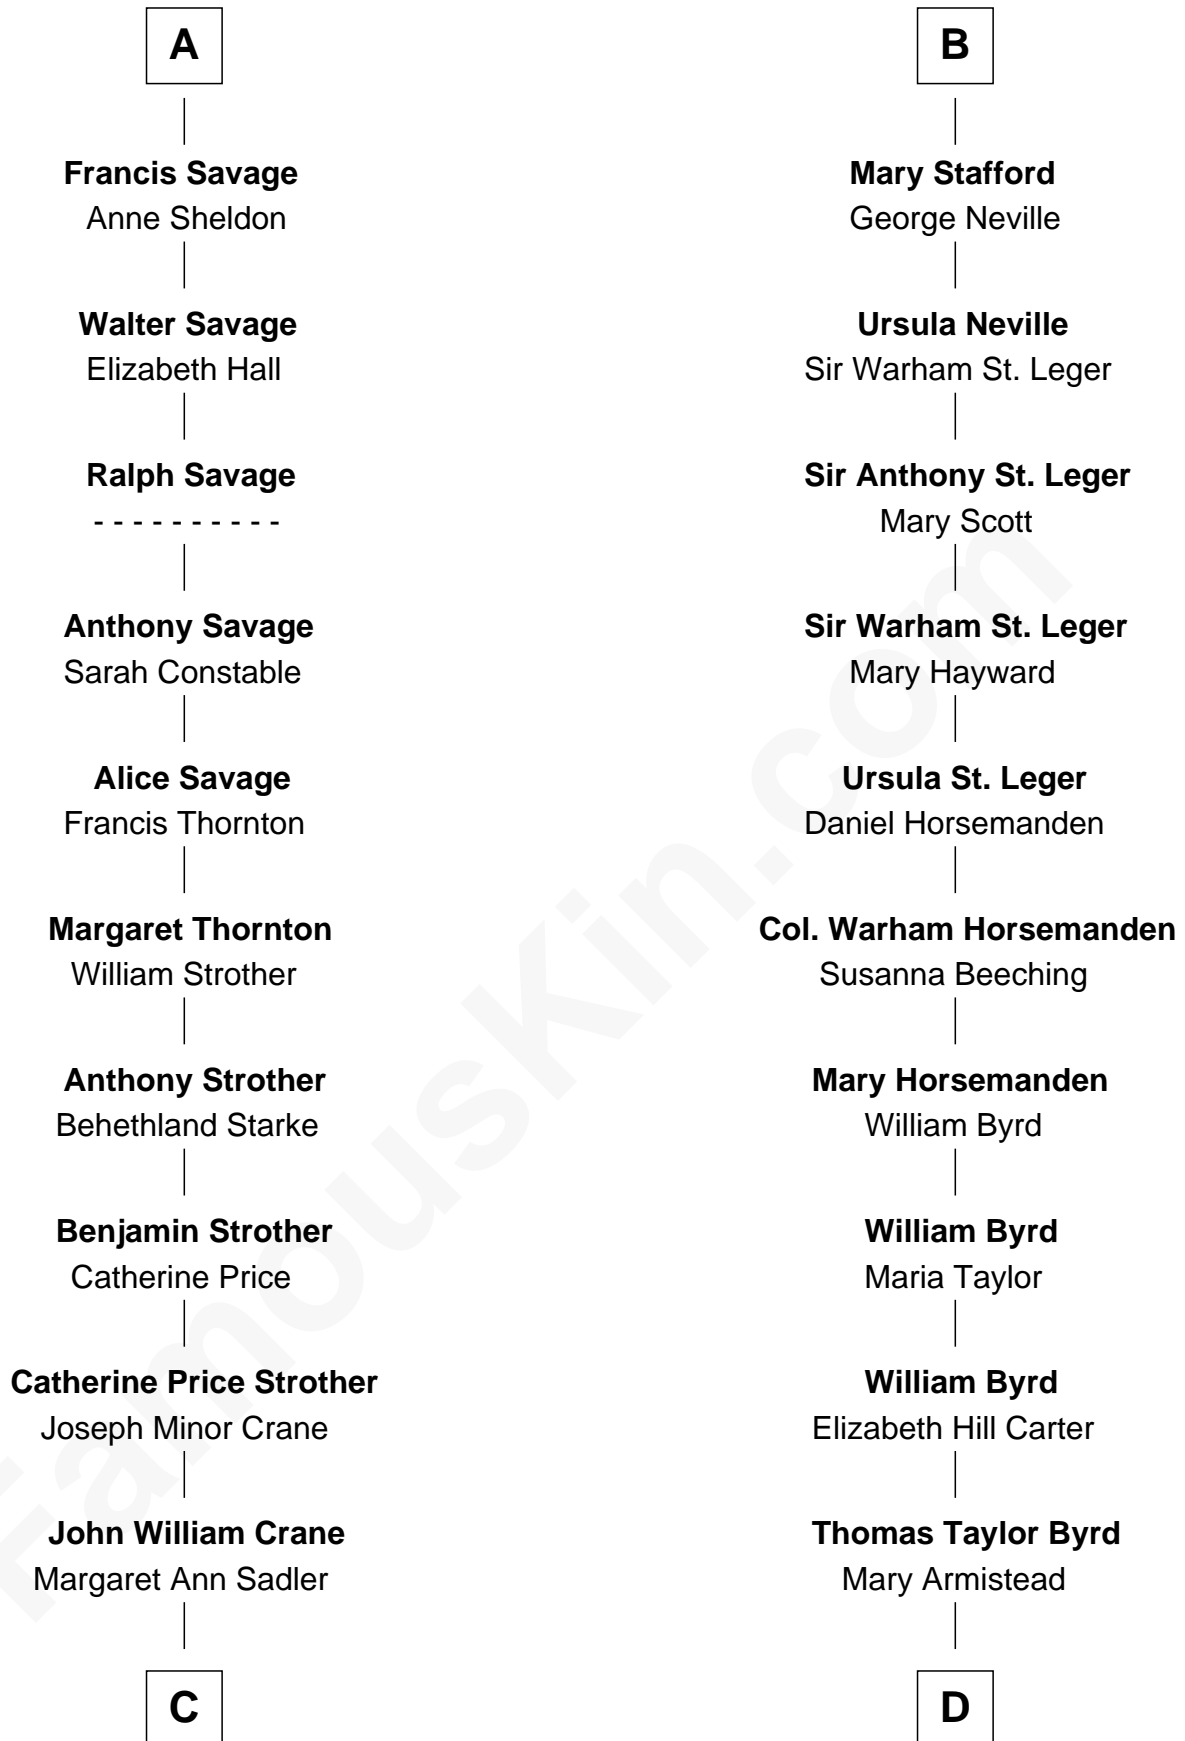 A
Francis Savage
Anne Sheldon
Walter Savage
Elizabeth Hall
Ralph Savage
- - - - - - - - - -
Anthony Savage
Sarah Constable
Alice Savage
Francis Thornton
Margaret Thornton
William Strother
Anthony Strother
Behethland Starke
Benjamin Strother
Catherine Price
Catherine Price Strother
Joseph Minor Crane
John William Crane
Margaret Ann Sadler
C
B
Mary Stafford
George Neville
Ursula Neville
Sir Warham St. Leger
Sir Anthony St. Leger
Mary Scott
Sir Warham St. Leger
Mary Hayward
Ursula St. Leger
Daniel Horsemanden
Col. Warham Horsemanden
Susanna Beeching
Mary Horsemanden
William Byrd
William Byrd
Maria Taylor
William Byrd
Elizabeth Hill Carter
Thomas Taylor Byrd
Mary Armistead
D
FamousKin.com